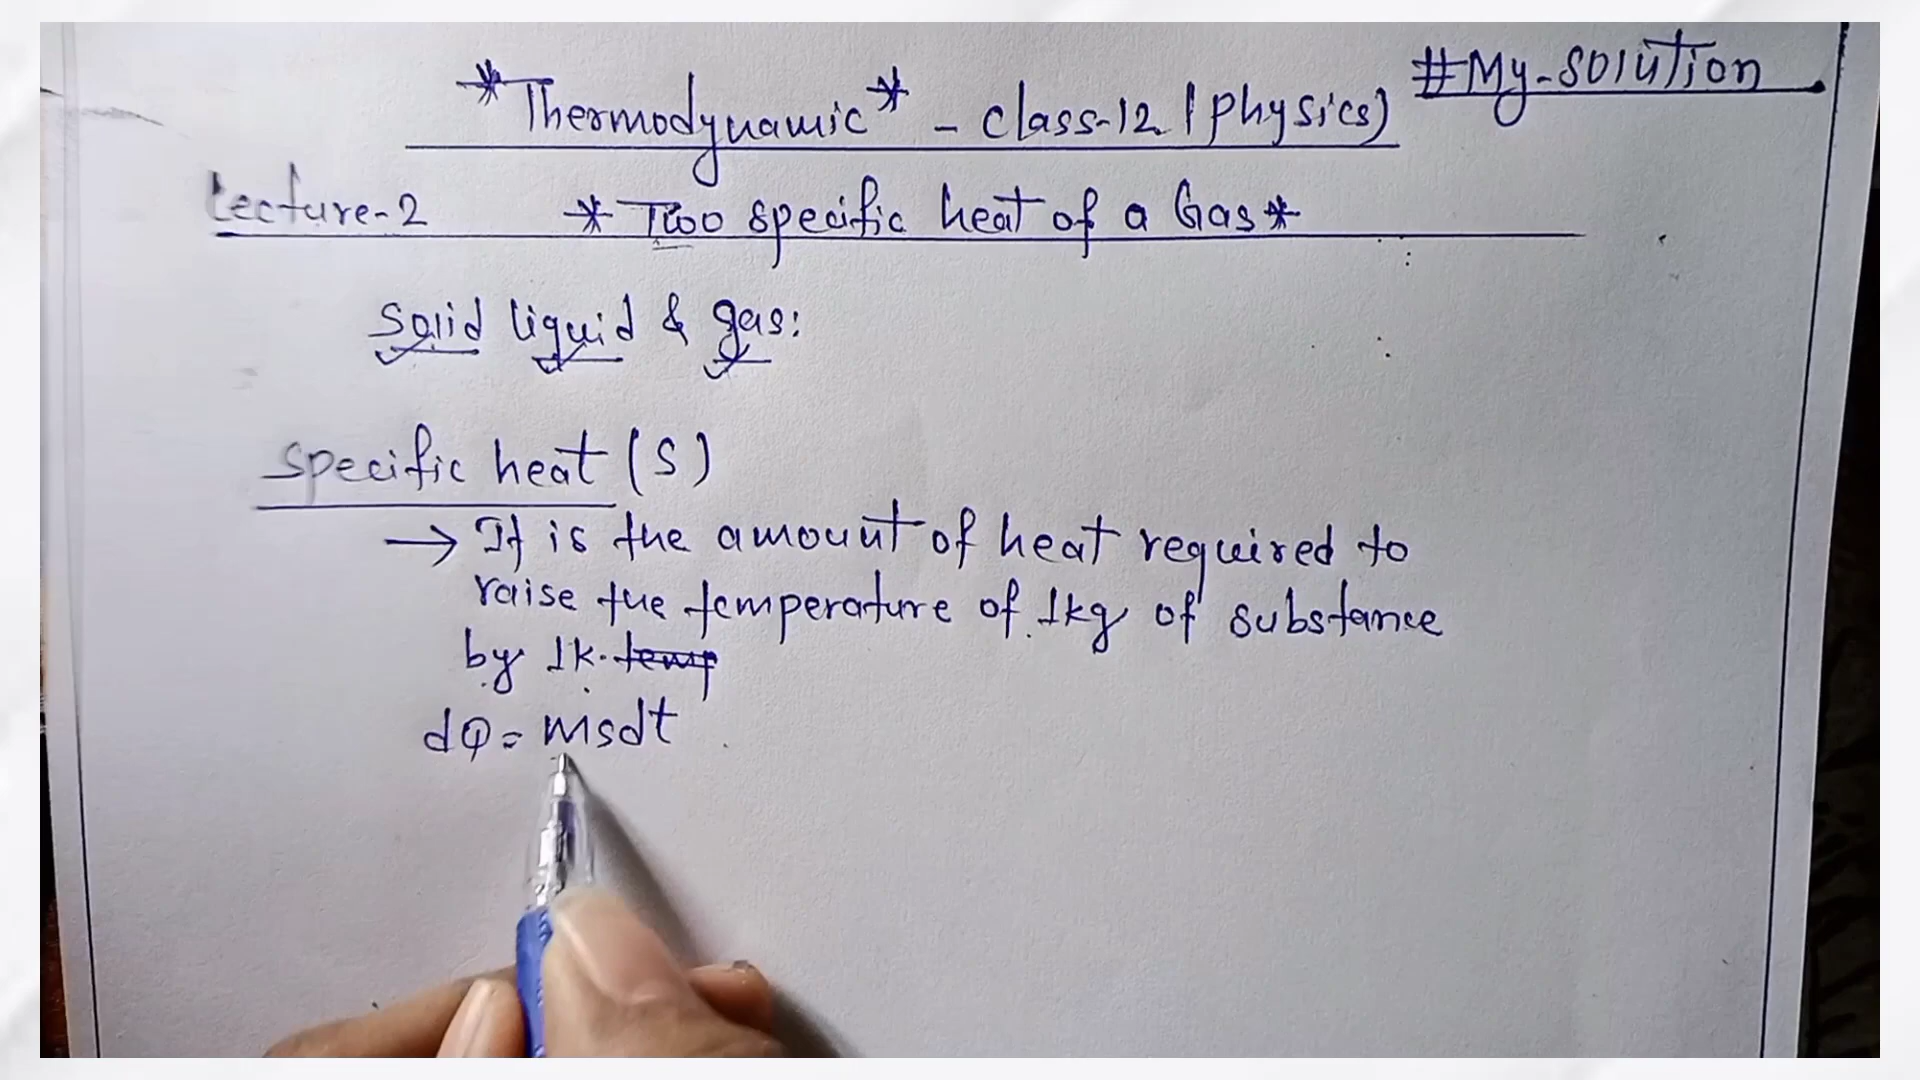 *Thermodynamic* - class-12 (physics) #My-solution
Lecture-2 * Two specific heat of a Gas *
Solid liquid & gas:
Specific heat (S)
→ It is the amount of heat required to
raise the temperature of 1kg of substance
by 1k. temp
dQ = msdt